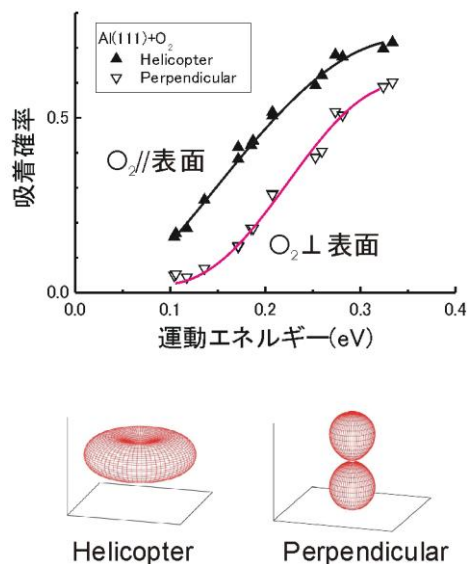 Al(111)+O₂
▲ Helicopter
▽ Perpendicular
0.5
O₂//表面
吸着確率
O₂⊥表面
0.0
0.0 0.1 0.2 0.3 0.4
運動エネルギー(eV)
Helicopter Perpendicular